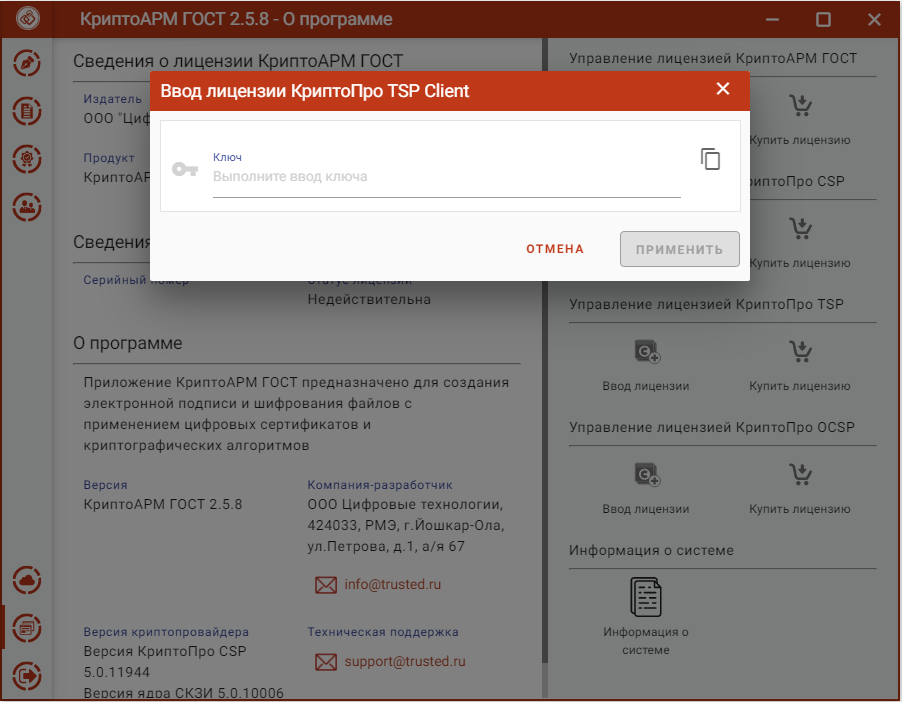 КриптоАРМ ГОСТ 2.5.8 - О программе
Сведения о лицензии КриптоАРМ ГОСТ
Издатель
ООО "Циф
Продукт
КриптоАР
Сведения
Серийный номер
Статус лицензии
Недействительна
О программе
Приложение КриптоАРМ ГОСТ предназначено для создания
электронной подписи и шифрования файлов с
применением цифровых сертификатов и
криптографических алгоритмов
Версия
КриптоАРМ ГОСТ 2.5.8
Компания-разработчик
ООО Цифровые технологии,
424033, РМЭ, г.Йошкар-Ола,
ул.Петрова, д.1, а/я 67
info@trusted.ru
Версия криптопровайдера
Версия КриптоПро CSP
5.0.11944
Версия ядра СКЗИ 5.0.10006
Техническая поддержка
support@trusted.ru
Ввод лицензии КриптоПро TSP Client
Ключ
Выполните ввод ключа
ОТМЕНА
ПРИМЕНИТЬ
Управление лицензией КриптоАРМ ГОСТ
Купить лицензию
риптоПро CSP
Купить лицензию
Управление лицензией КриптоПро TSP
Ввод лицензии
Купить лицензию
Управление лицензией КриптоПро OCSP
Ввод лицензии
Купить лицензию
Информация о системе
Информация о
системе